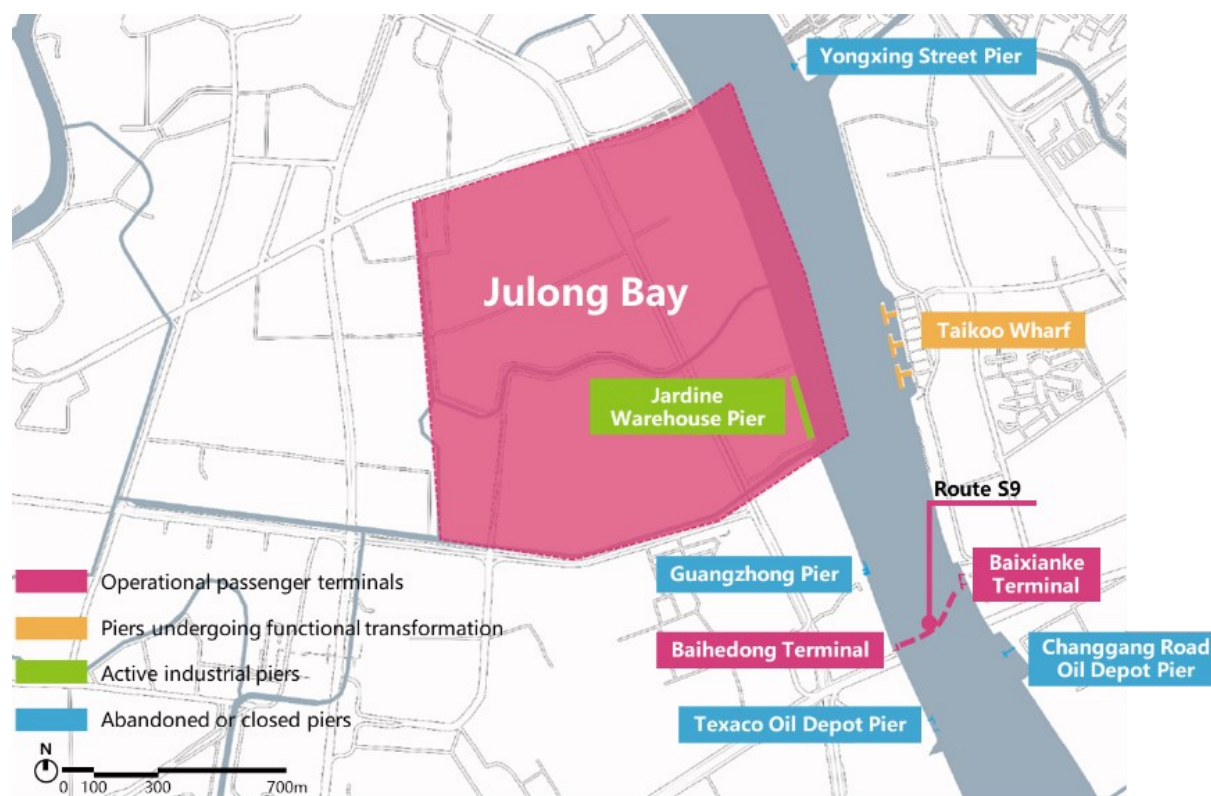 Yongxing Street Pier
Julong Bay
Taikoo Wharf
Jardine
Warehouse Pier
Route S9
Guangzhong Pier
Baixianke
Terminal
Baihedong Terminal
Changgang Road
Oil Depot Pier
Texaco Oil Depot Pier
Operational passenger terminals
Piers undergoing functional transformation
Active industrial piers
Abandoned or closed piers
N
0 100 300 700m